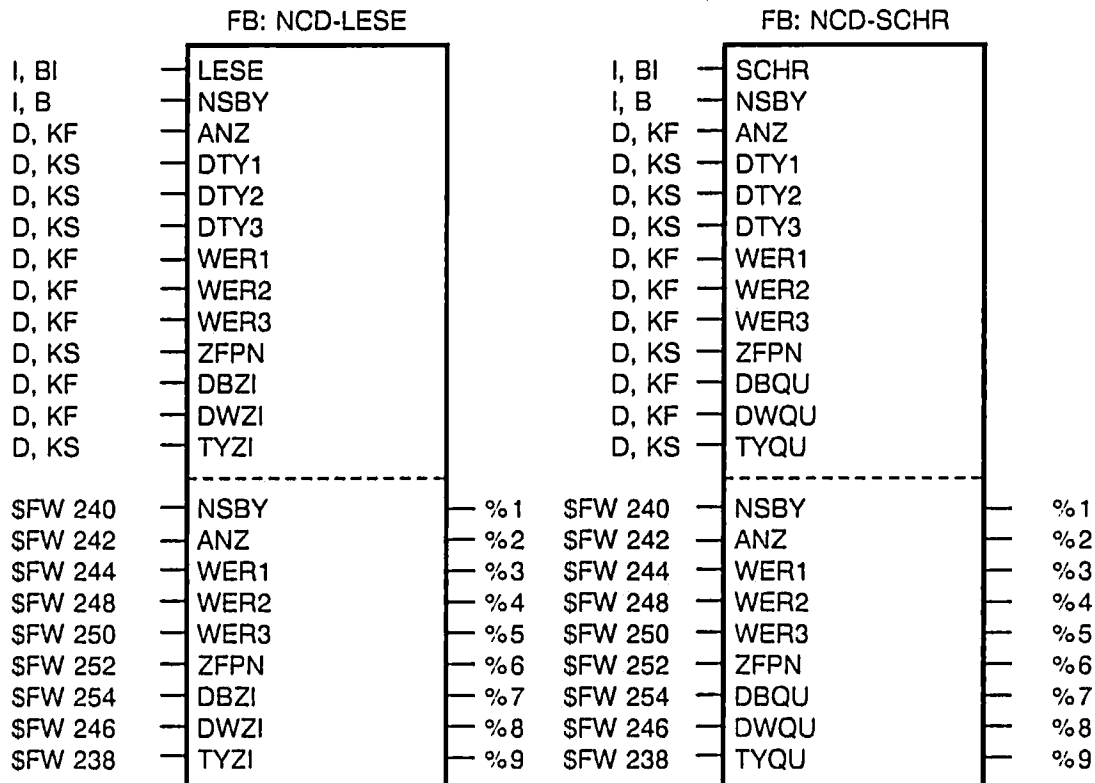 FB: NCD-LESE FB: NCD-SCHR
I, BI LESE I, BI SCHR
I, B NSBY I, B NSBY
D, KF ANZ D, KF ANZ
D, KS DTY1 D, KS DTY1
D, KS DTY2 D, KS DTY2
D, KS DTY3 D, KS DTY3
D, KF WER1 D, KF WER1
D, KF WER2 D, KF WER2
D, KF WER3 D, KF WER3
D, KS ZFPN D, KS ZFPN
D, KF DBZI D, KF DBQU
D, KF DWZI D, KF DWQU
D, KS TYZI D, KS TYQU
$FW 240 NSBY %1 $FW 240 NSBY %1
$FW 242 ANZ %2 $FW 242 ANZ %2
$FW 244 WER1 %3 $FW 244 WER1 %3
$FW 248 WER2 %4 $FW 248 WER2 %4
$FW 250 WER3 %5 $FW 250 WER3 %5
$FW 252 ZFPN %6 $FW 252 ZFPN %6
$FW 254 DBZI %7 $FW 254 DBQU %7
$FW 246 DWZI %8 $FW 246 DWQU %8
$FW 238 TYZI %9 $FW 238 TYQU %9